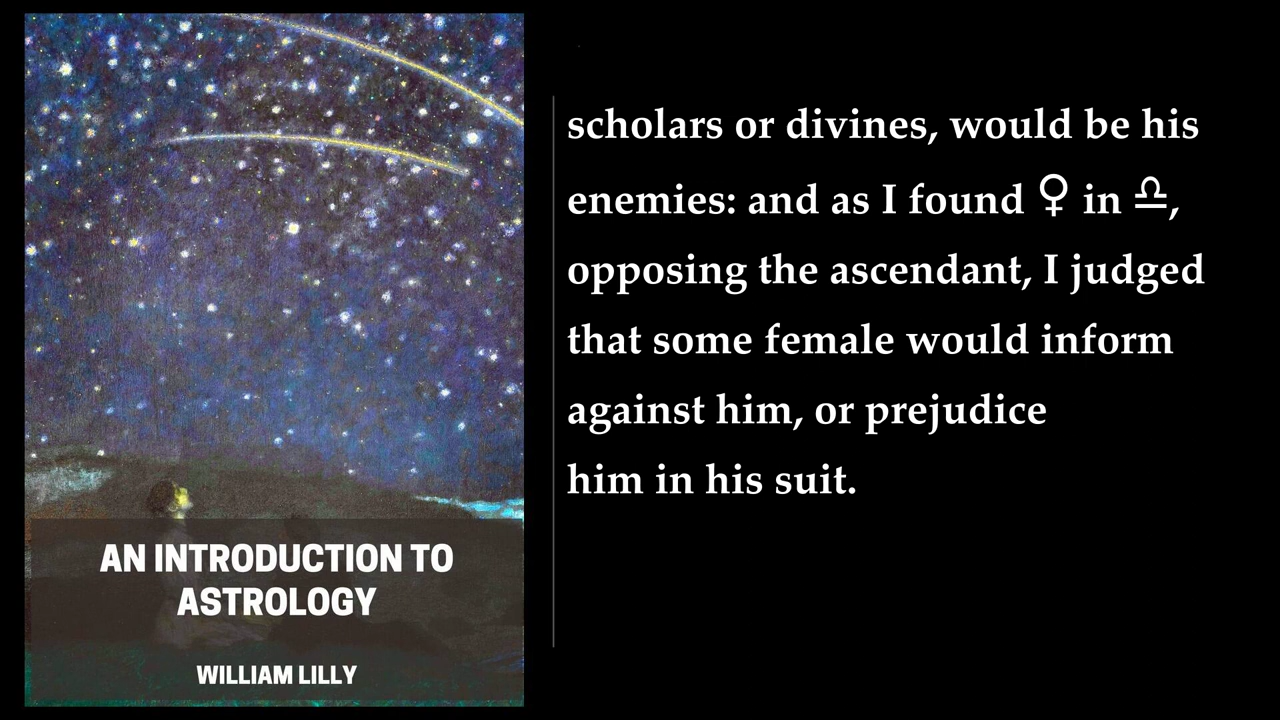 scholars or divines, would be his
enemies: and as I found ♀ in ♎,
opposing the ascendant, I judged
that some female would inform
against him, or prejudice
him in his suit.
AN INTRODUCTION TO
ASTROLOGY
WILLIAM LILLY